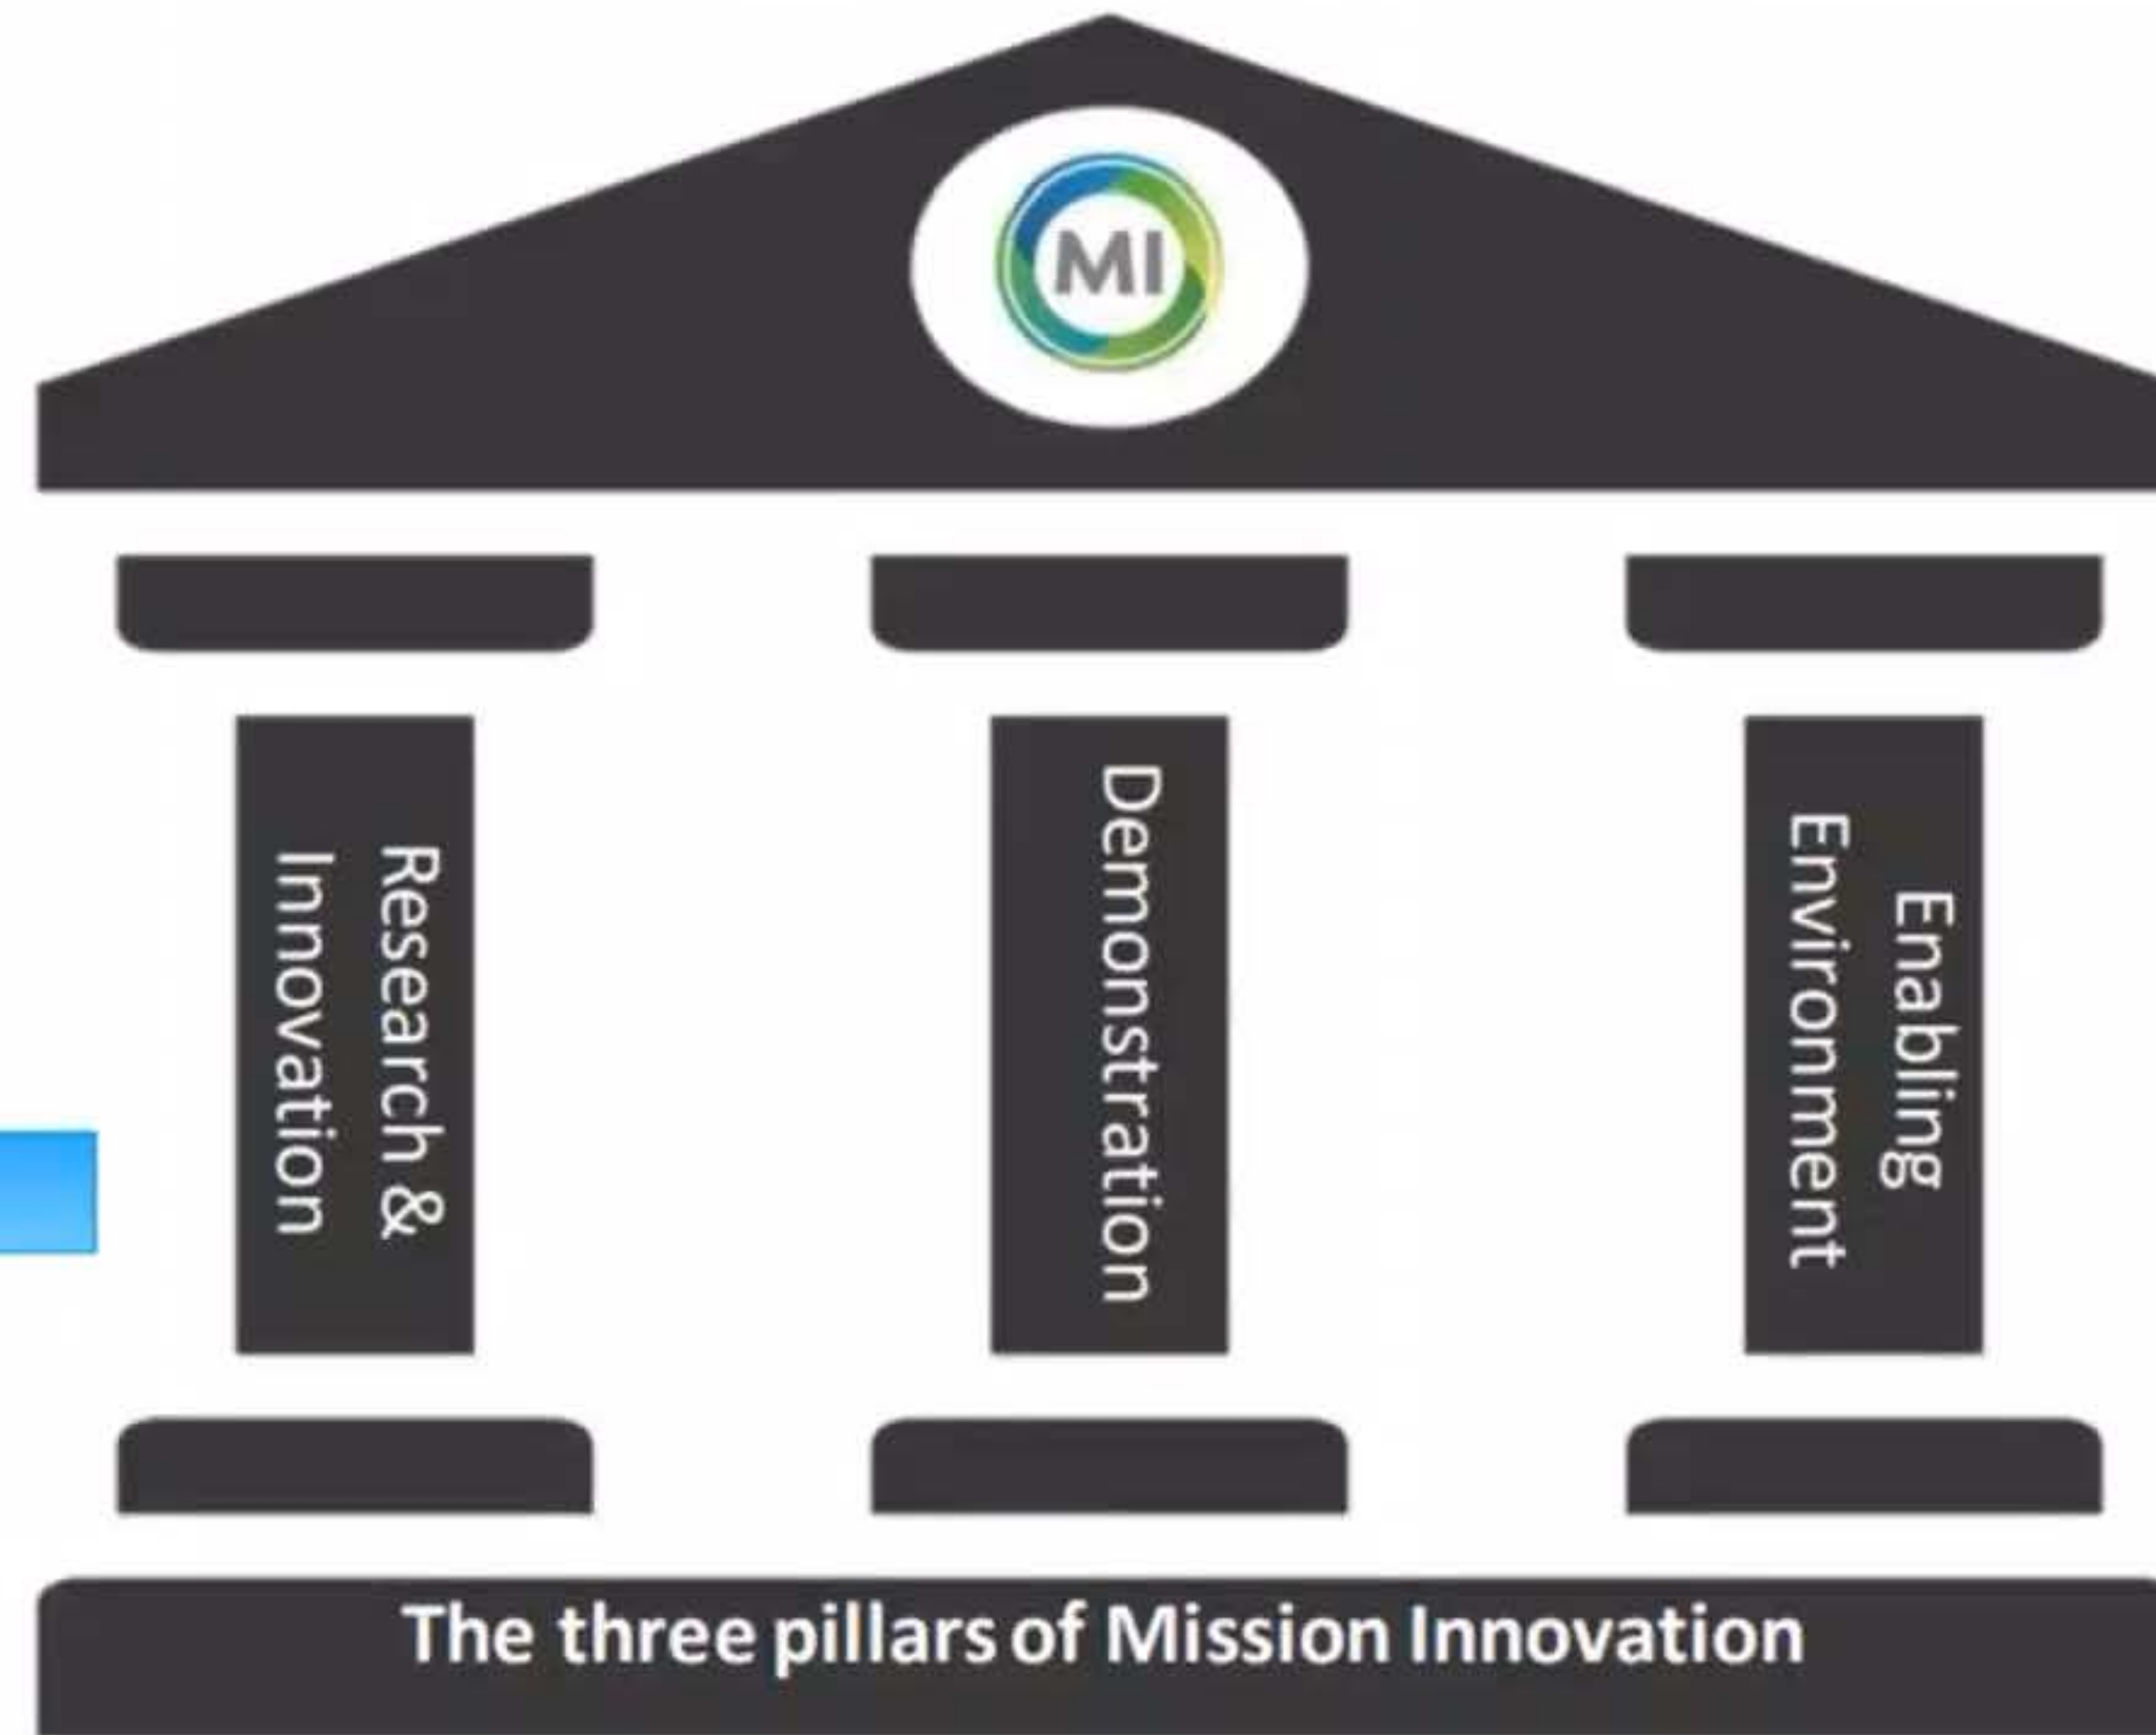 MI
Research &
Innovation
Demonstration
Enabling
Environment
The three pillars of Mission Innovation